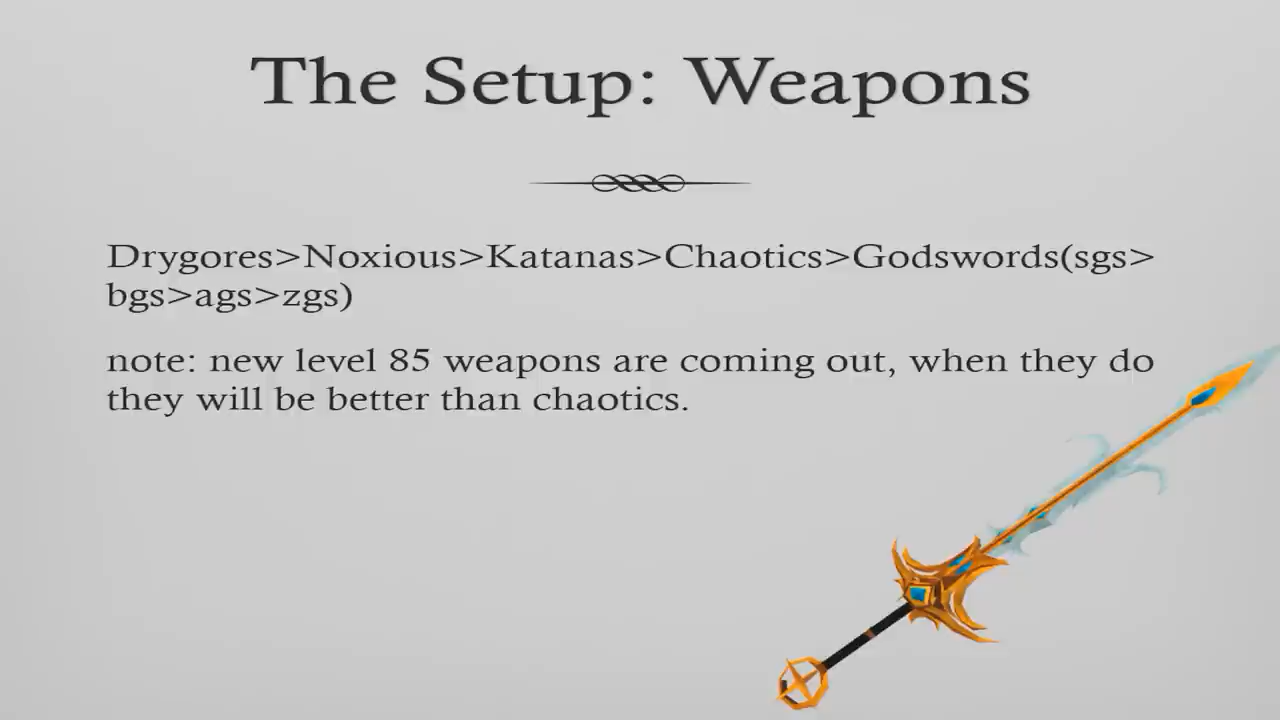 The Setup: Weapons
Drygores>Noxious>Katanas>Chaotics>Godswords(sgs>
bgs>ags>zgs)
note: new level 85 weapons are coming out, when they do
they will be better than chaotics.